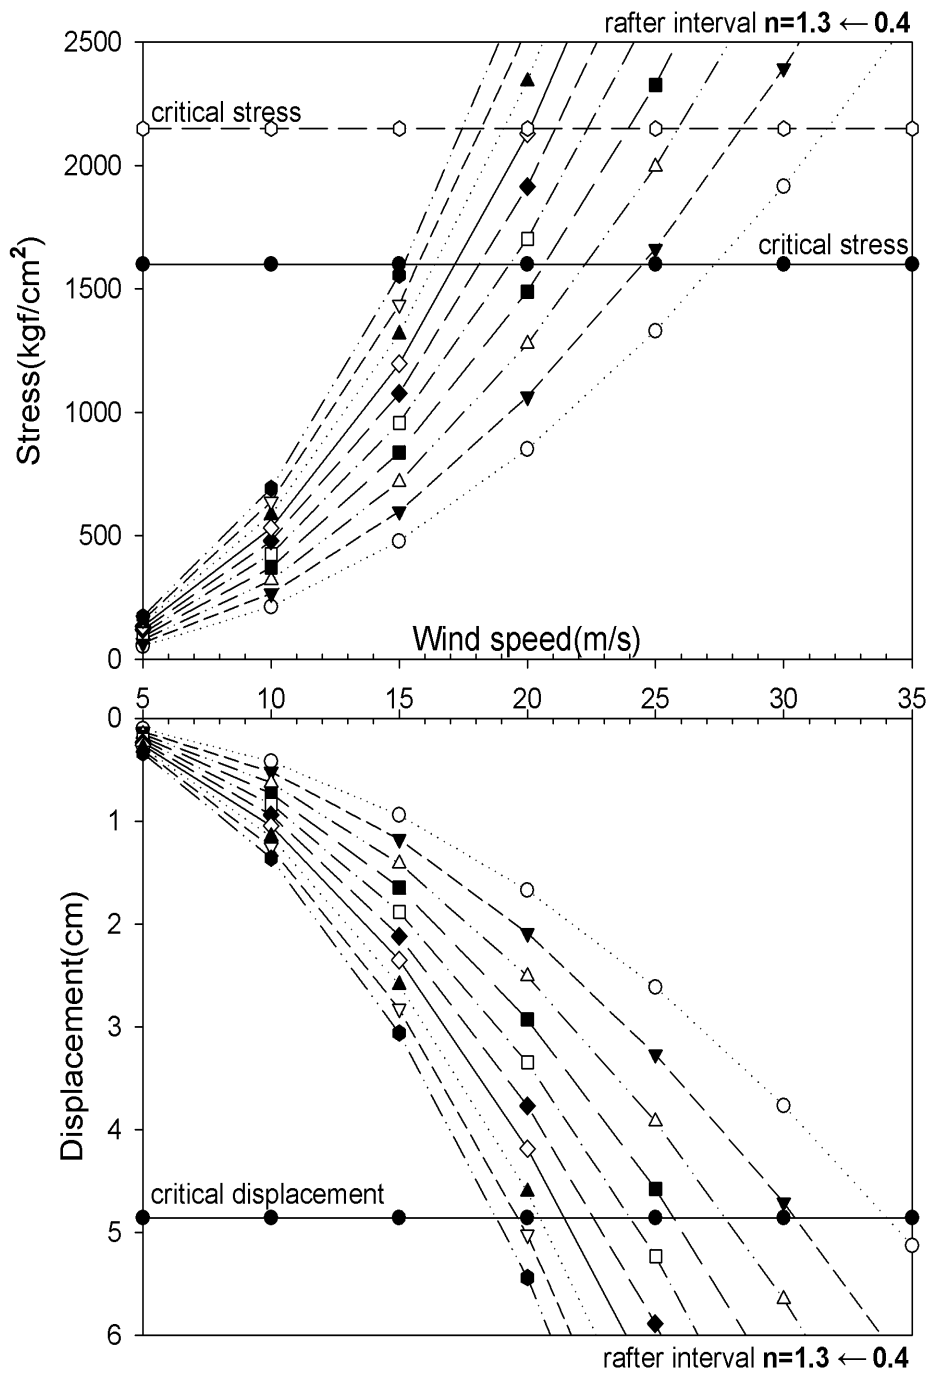 rafter interval n=1.3 ← 0.4
2500
critical stress
2000
critical stress
1500
Stress(kgf/cm²)
1000
500
Wind speed(m/s)
0
5 10 15 20 25 30 35
0
1
2
Displacement(cm)
3
4
critical displacement
5
6
rafter interval n=1.3 ← 0.4